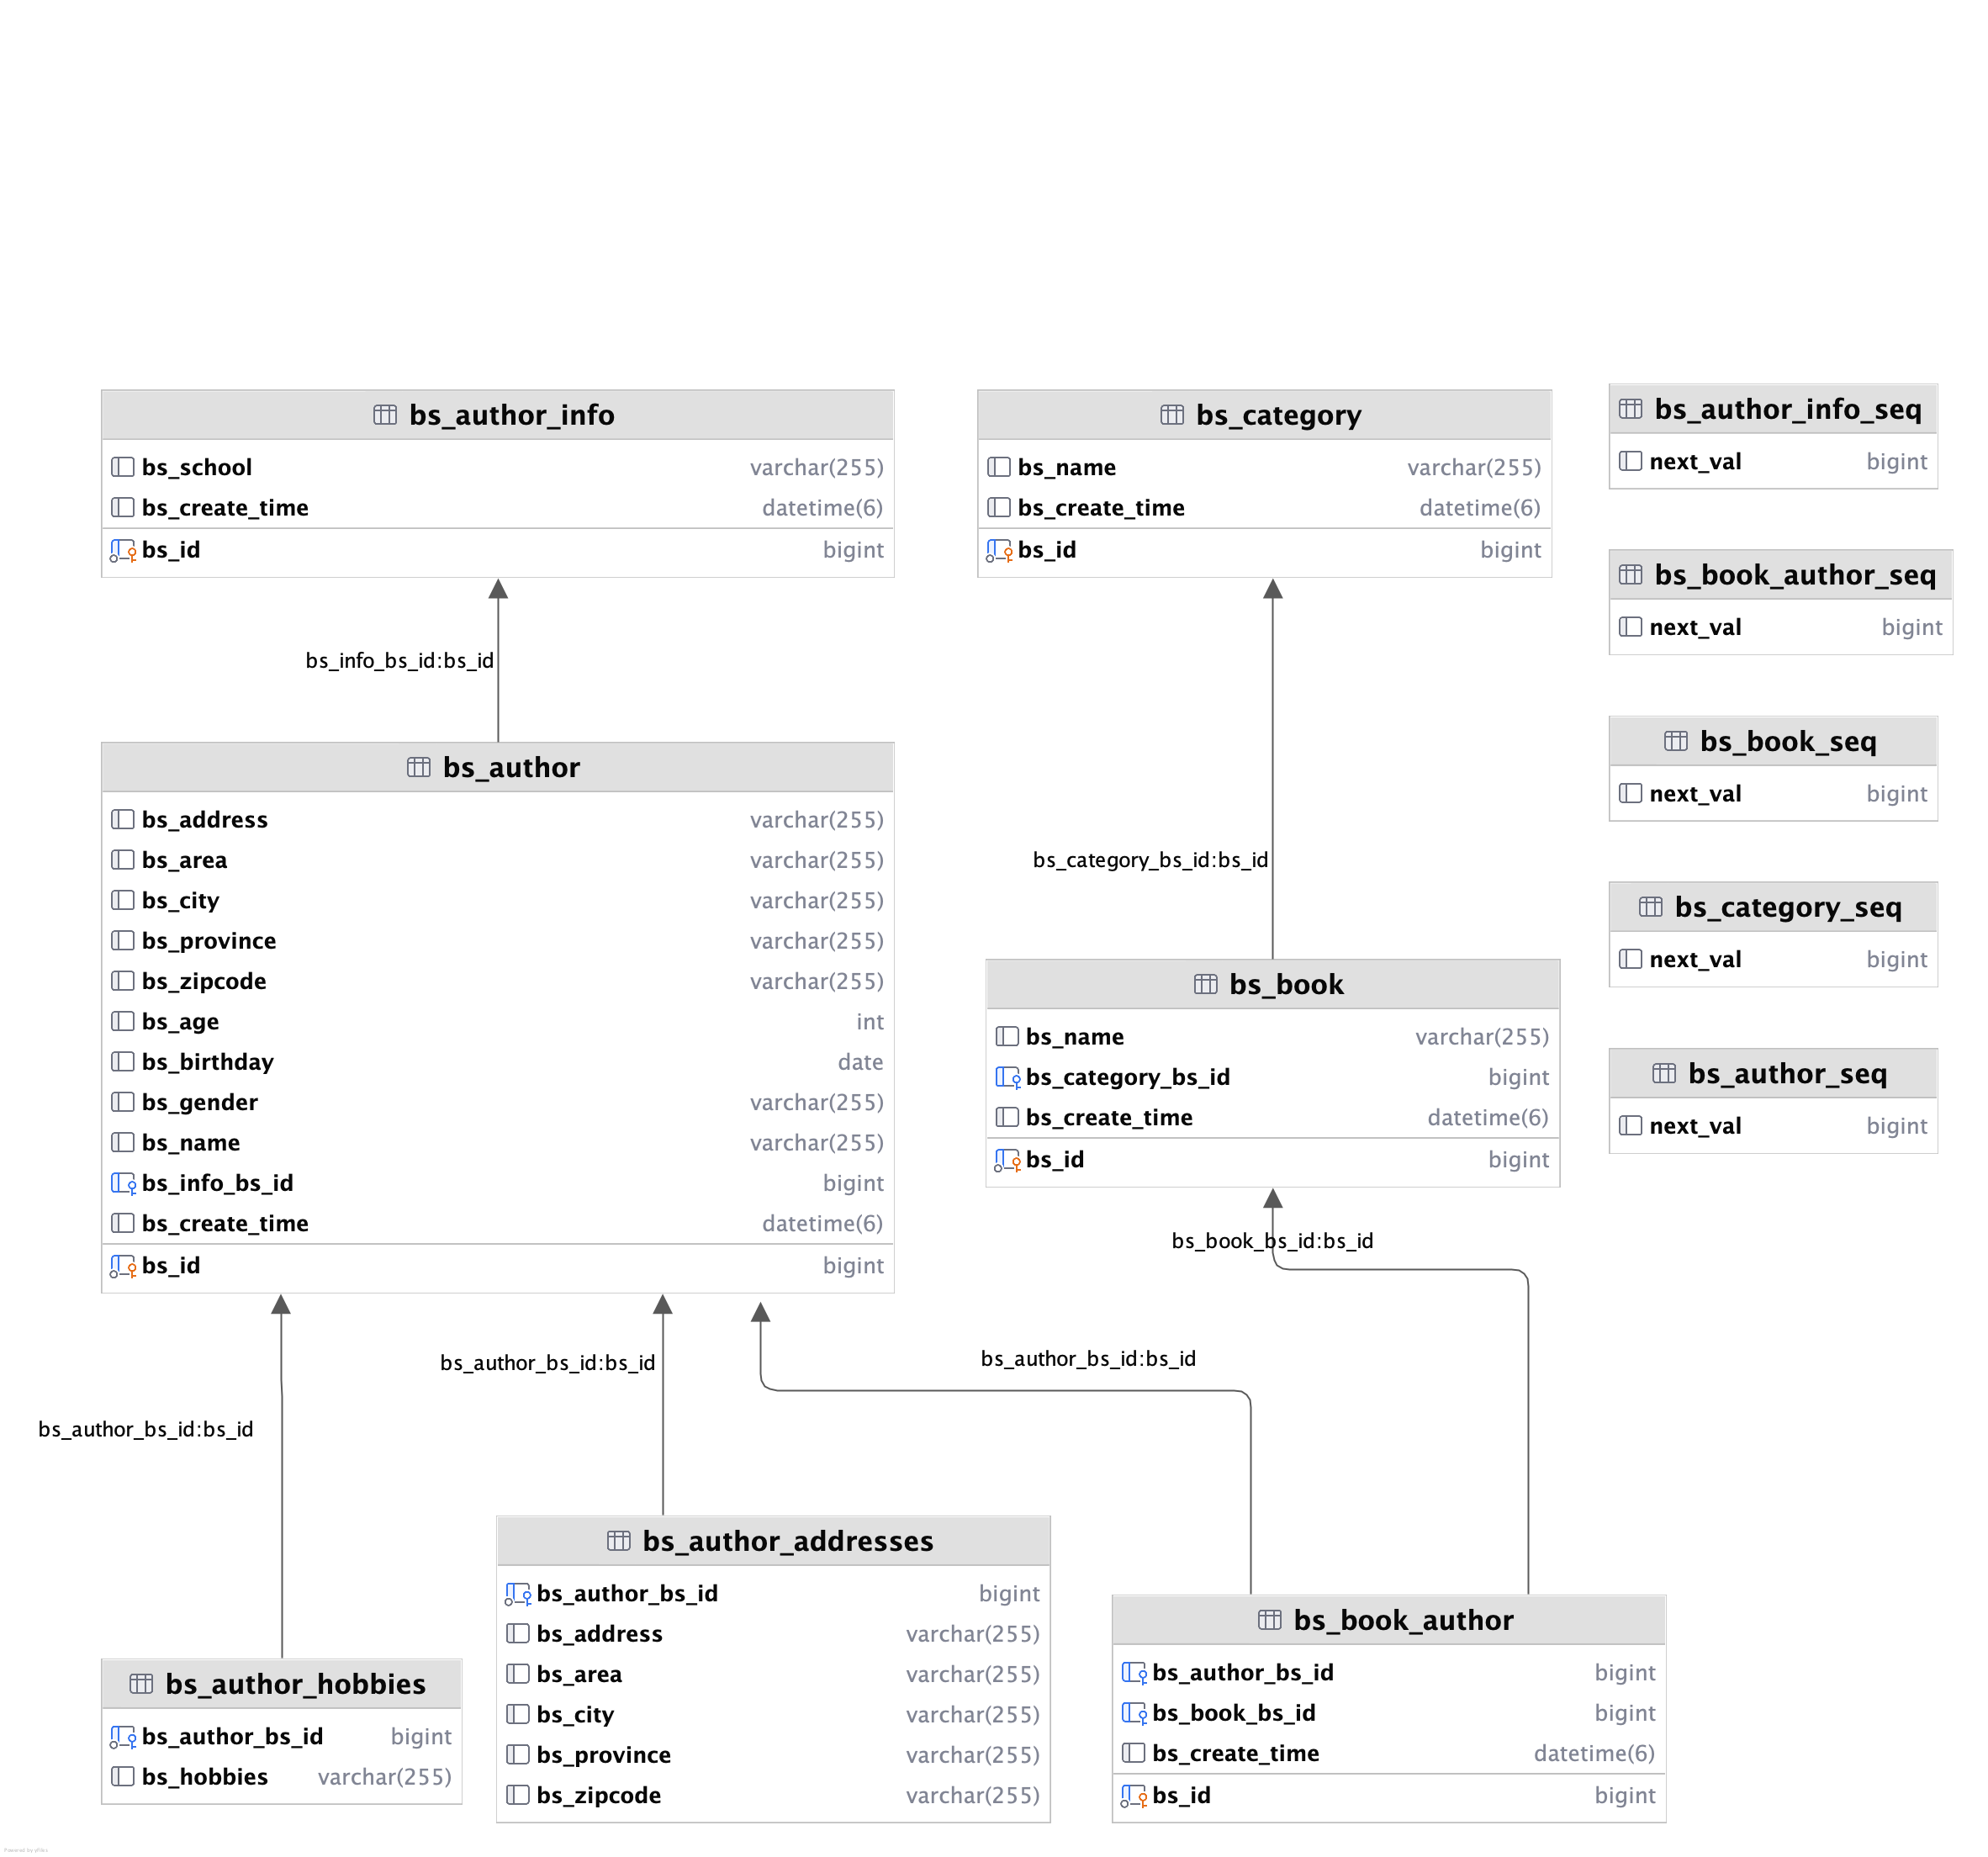 bs_author_info
bs_school varchar(255)
bs_create_time datetime(6)
bs_id bigint
bs_category
bs_name varchar(255)
bs_create_time datetime(6)
bs_id bigint
bs_author_info_seq
next_val bigint
bs_book_author_seq
next_val bigint
bs_book_seq
next_val bigint
bs_category_seq
next_val bigint
bs_author_seq
next_val bigint
bs_info_bs_id:bs_id
bs_category_bs_id:bs_id
bs_author
bs_address varchar(255)
bs_area varchar(255)
bs_city varchar(255)
bs_province varchar(255)
bs_zipcode varchar(255)
bs_age int
bs_birthday date
bs_gender varchar(255)
bs_name varchar(255)
bs_info_bs_id bigint
bs_create_time datetime(6)
bs_id bigint
bs_book
bs_name varchar(255)
bs_category_bs_id bigint
bs_create_time datetime(6)
bs_id bigint
bs_book_bs_id:bs_id
bs_author_bs_id:bs_id
bs_author_bs_id:bs_id
bs_author_bs_id:bs_id
bs_author_hobbies
bs_author_bs_id bigint
bs_hobbies varchar(255)
bs_author_addresses
bs_author_bs_id bigint
bs_address varchar(255)
bs_area varchar(255)
bs_city varchar(255)
bs_province varchar(255)
bs_zipcode varchar(255)
bs_book_author
bs_author_bs_id bigint
bs_book_bs_id bigint
bs_create_time datetime(6)
bs_id bigint
Powered by yFiles